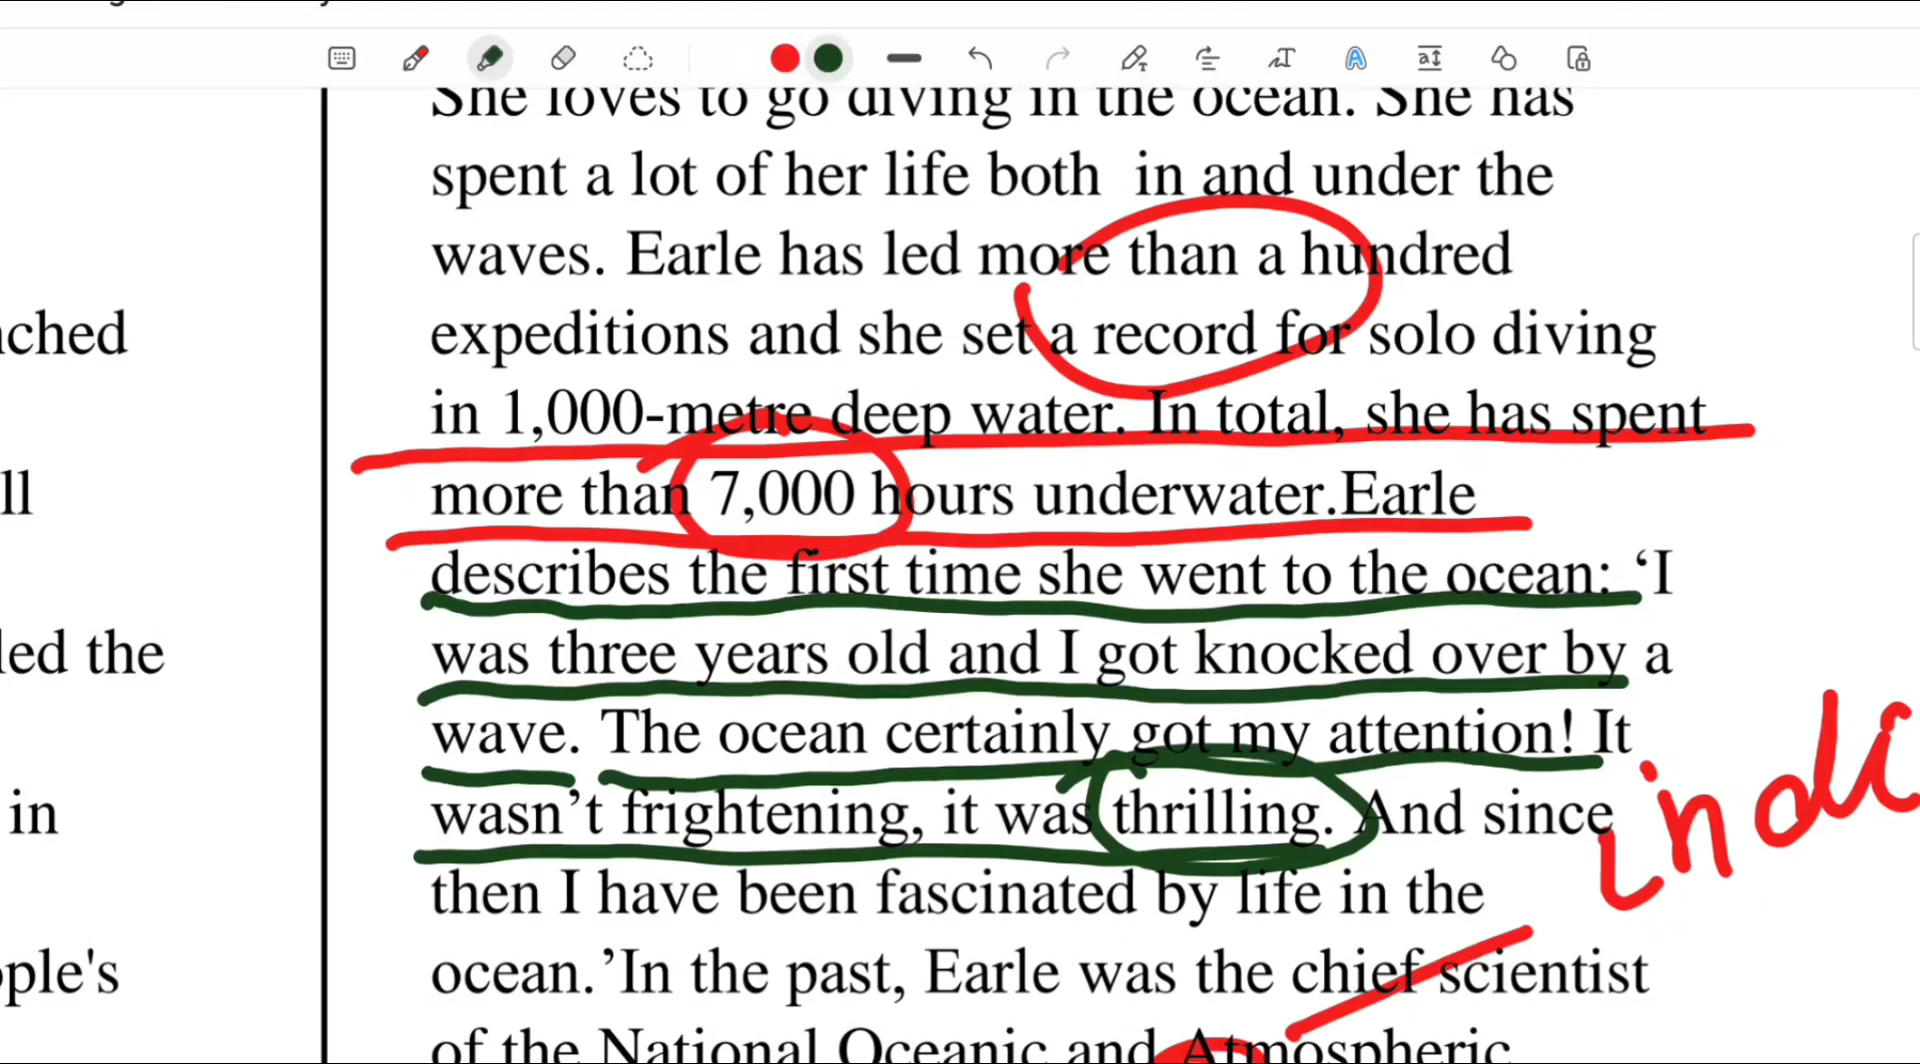 She loves to go diving in the ocean. She has
spent a lot of her life both in and under the
waves. Earle has led more than a hundred
expeditions and she set a record for solo diving
in 1,000-metre deep water. In total, she has spent
more than 7,000 hours underwater.Earle
describes the first time she went to the ocean: ‘I
was three years old and I got knocked over by a
wave. The ocean certainly got my attention! It
wasn’t frightening, it was thrilling. And since
then I have been fascinated by life in the
ocean.’In the past, Earle was the chief scientist
of the National Oceanic and Atmospheric
ched
ll
led the
in
ple's
indi